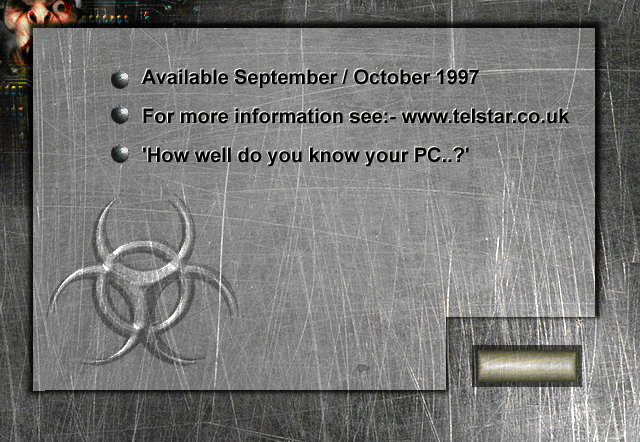 Available September / October 1997
For more information see:- www.telstar.co.uk
'How well do you know your PC..?'